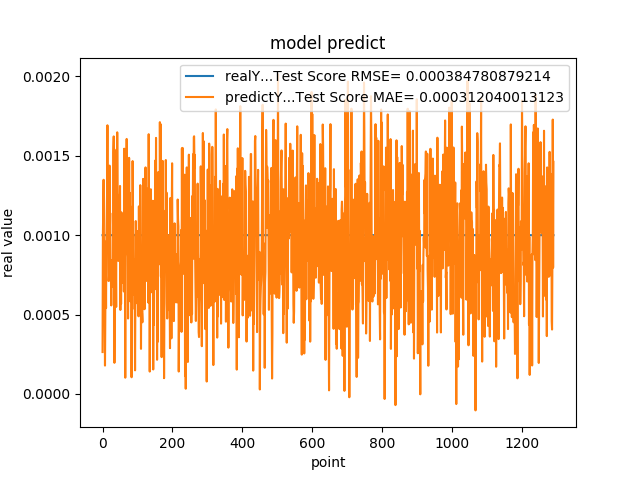 model predict
realY...Test Score RMSE= 0.000384780879214
predictY...Test Score MAE= 0.000312040013123
0.0020
0.0015
0.0010
0.0005
0.0000
real value
0 200 400 600 800 1000 1200
point